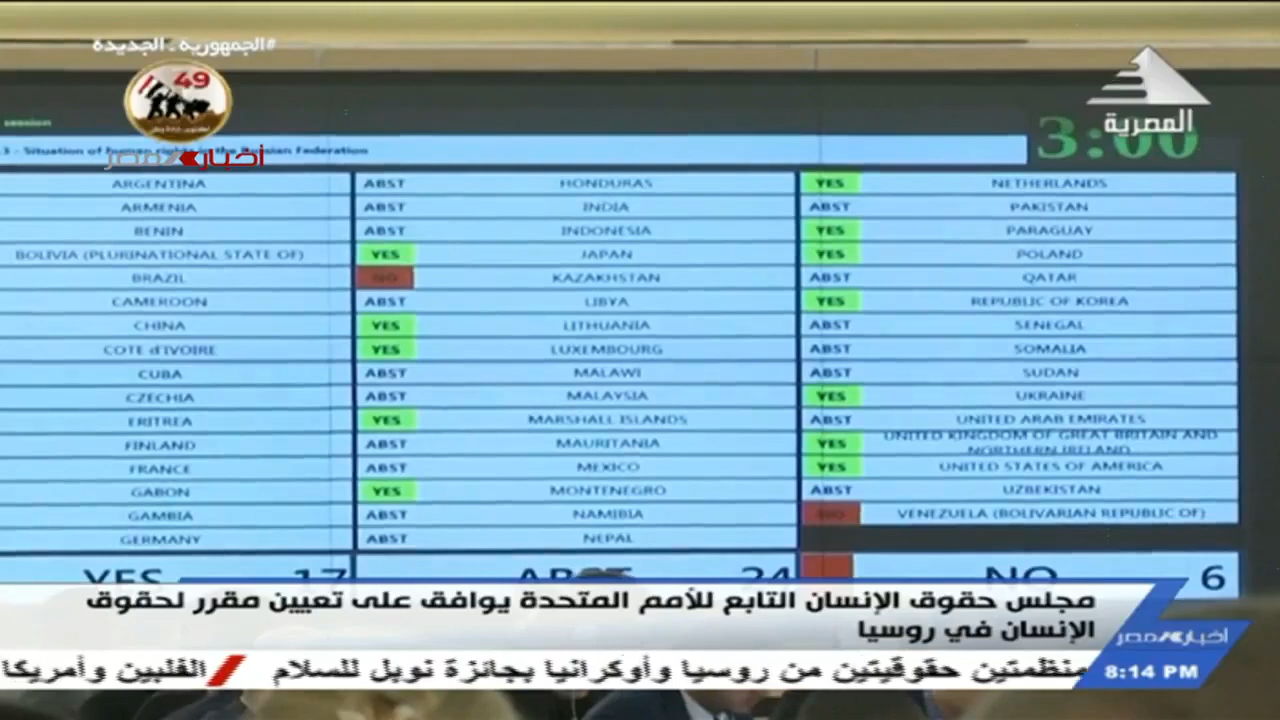 #الجمهورية_الجديدة
49
المصرية
session
3:00
أخبار مصر
3 - Situation of human rights in the Russian Federation
ARGENTINA
ARMENIA
BENIN
BOLIVIA (PLURINATIONAL STATE OF)
BRAZIL
CAMEROON
CHINA
COTE d'IVOIRE
CUBA
CZECHIA
ERITREA
FINLAND
FRANCE
GABON
GAMBIA
GERMANY
ABST HONDURAS
ABST INDIA
ABST INDONESIA
YES JAPAN
NO KAZAKHSTAN
ABST LIBYA
YES LITHUANIA
YES LUXEMBOURG
ABST MALAWI
ABST MALAYSIA
YES MARSHALL ISLANDS
ABST MAURITANIA
ABST MEXICO
YES MONTENEGRO
ABST NAMIBIA
ABST NEPAL
YES NETHERLANDS
ABST PAKISTAN
YES PARAGUAY
YES POLAND
ABST QATAR
YES REPUBLIC OF KOREA
ABST SENEGAL
ABST SOMALIA
ABST SUDAN
YES UKRAINE
ABST UNITED ARAB EMIRATES
YES UNITED KINGDOM OF GREAT BRITAIN AND
NORTHERN IRELAND
YES UNITED STATES OF AMERICA
ABST UZBEKISTAN
NO VENEZUELA (BOLIVARIAN REPUBLIC OF)
YES 17 ABST 24 NO 6
مجلس حقوق الإنسان التابع للأمم المتحدة يوافق على تعيين مقرر لحقوق
الإنسان في روسيا
أخبار مصر
منظمتين حقوقيتين من روسيا وأوكرانيا بجائزة نوبل للسلام / الفلبين وأمريكا
8:14 PM